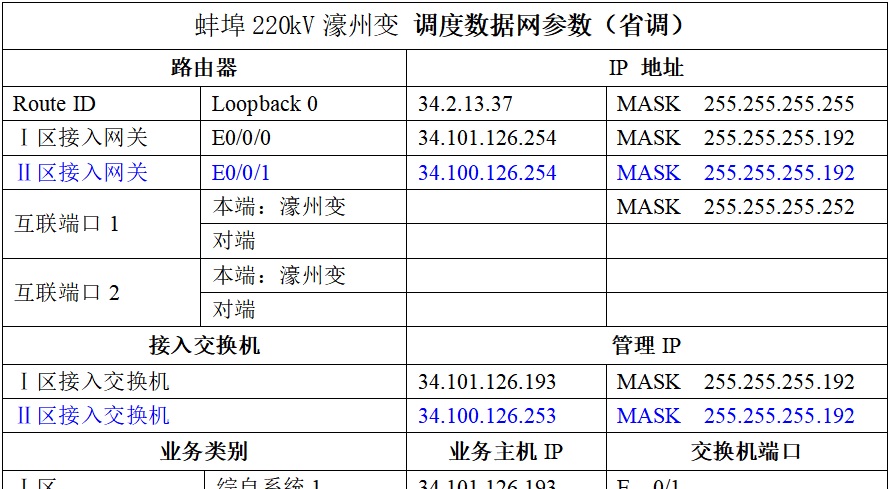 蚌埠 220kV 濠州变 调度数据网参数（省调）
路由器 IP 地址
Route ID Loopback 0 34.2.13.37 MASK 255.255.255.255
Ⅰ区接入网关 E0/0/0 34.101.126.254 MASK 255.255.255.192
Ⅱ区接入网关 E0/0/1 34.100.126.254 MASK 255.255.255.192
互联端口 1 本端：濠州变 MASK 255.255.255.252
对端
互联端口 2 本端：濠州变
对端
接入交换机 管理 IP
Ⅰ区接入交换机 34.101.126.193 MASK 255.255.255.192
Ⅱ区接入交换机 34.100.126.253 MASK 255.255.255.192
业务类别 业务主机 IP 交换机端口
Ⅰ区 综自系统 1 34.101.126.193 E 0/1